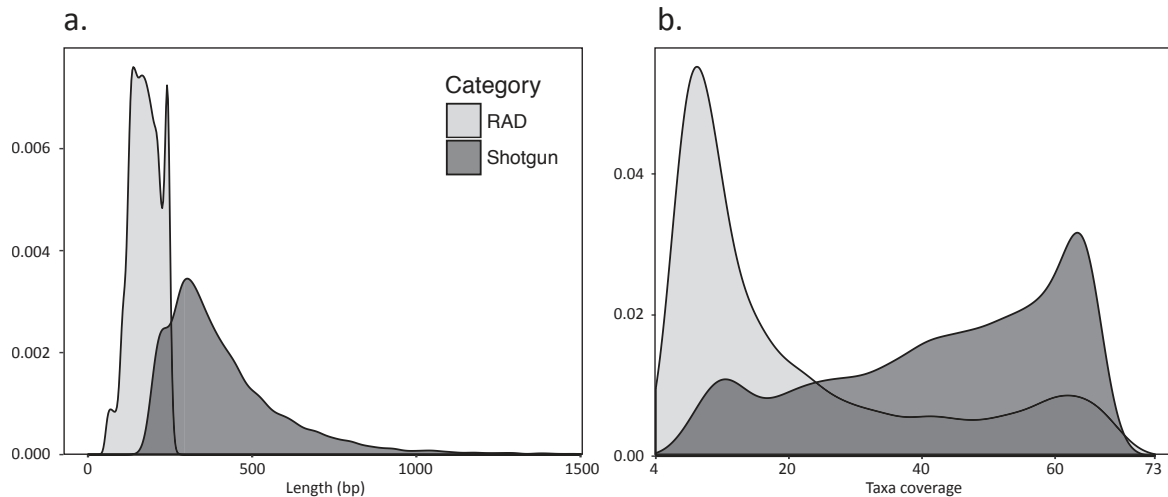 a.
Category
RAD
Shotgun
0.006
0.004
0.002
0.000
0 500 1000 1500
Length (bp)
b.
0.04
0.02
0.00
4 20 40 60 73
Taxa coverage